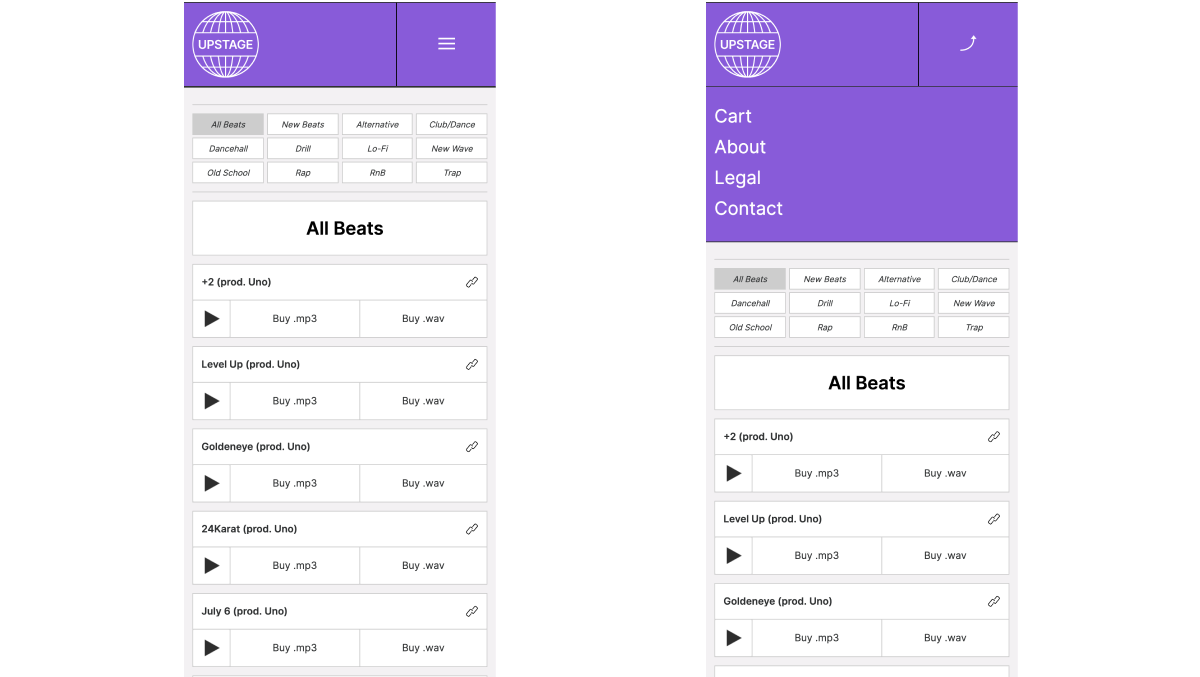 UPSTAGE
All Beats New Beats Alternative Club/Dance
Dancehall Drill Lo-Fi New Wave
Old School Rap RnB Trap
All Beats
+2 (prod. Uno)
Buy .mp3 Buy .wav
Level Up (prod. Uno)
Buy .mp3 Buy .wav
Goldeneye (prod. Uno)
Buy .mp3 Buy .wav
24Karat (prod. Uno)
Buy .mp3 Buy .wav
July 6 (prod. Uno)
Buy .mp3 Buy .wav
UPSTAGE
Cart
About
Legal
Contact
All Beats New Beats Alternative Club/Dance
Dancehall Drill Lo-Fi New Wave
Old School Rap RnB Trap
All Beats
+2 (prod. Uno)
Buy .mp3 Buy .wav
Level Up (prod. Uno)
Buy .mp3 Buy .wav
Goldeneye (prod. Uno)
Buy .mp3 Buy .wav